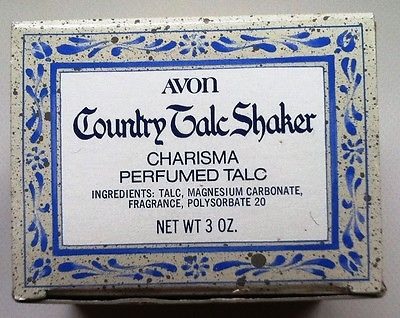 AVON
Country Talc Shaker
CHARISMA
PERFUMED TALC
INGREDIENTS: TALC, MAGNESIUM CARBONATE,
FRAGRANCE, POLYSORBATE 20
NET WT 3 OZ.